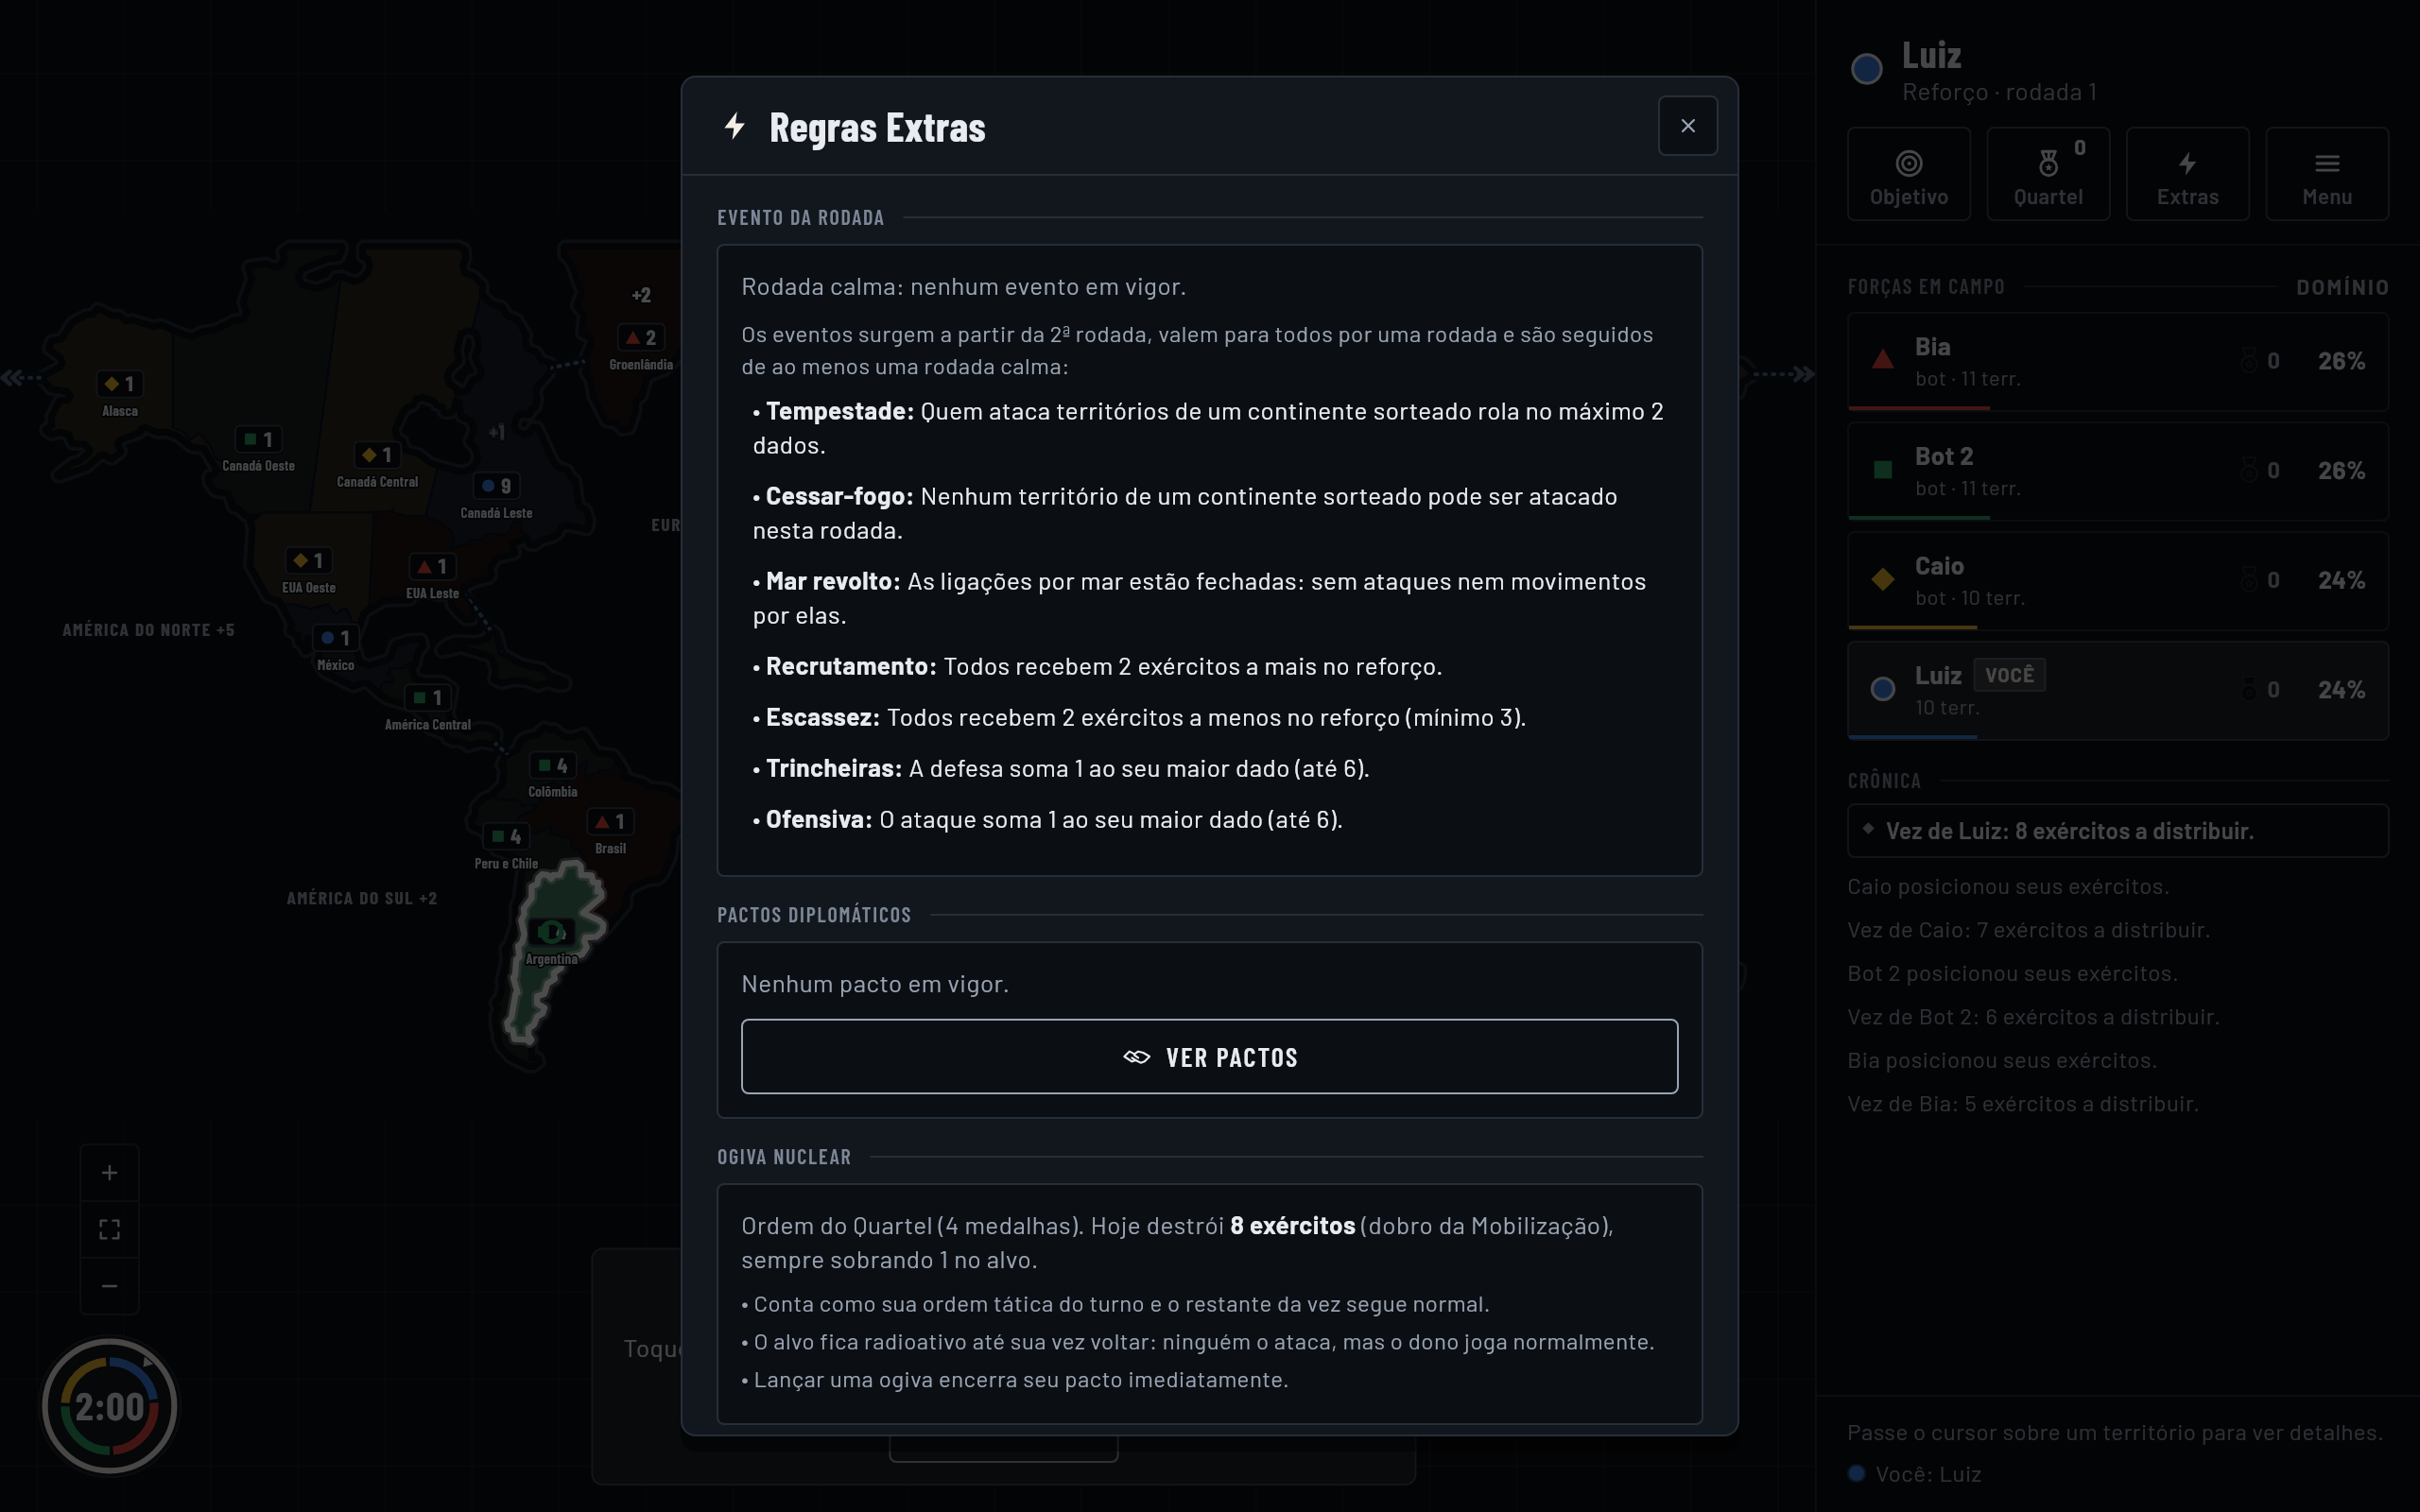 Regras Extras
EVENTO DA RODADA
Rodada calma: nenhum evento em vigor.
Os eventos surgem a partir da 2ª rodada, valem para todos por uma rodada e são seguidos
de ao menos uma rodada calma:
• Tempestade: Quem ataca territórios de um continente sorteado rola no máximo 2
dados.
• Cessar-fogo: Nenhum território de um continente sorteado pode ser atacado
nesta rodada.
• Mar revolto: As ligações por mar estão fechadas: sem ataques nem movimentos
por elas.
• Recrutamento: Todos recebem 2 exércitos a mais no reforço.
• Escassez: Todos recebem 2 exércitos a menos no reforço (mínimo 3).
• Trincheiras: A defesa soma 1 ao seu maior dado (até 6).
• Ofensiva: O ataque soma 1 ao seu maior dado (até 6).
PACTOS DIPLOMÁTICOS
Nenhum pacto em vigor.
VER PACTOS
OGIVA NUCLEAR
Ordem do Quartel (4 medalhas). Hoje destrói 8 exércitos (dobro da Mobilização),
sempre sobrando 1 no alvo.
• Conta como sua ordem tática do turno e o restante da vez segue normal.
• O alvo fica radioativo até sua vez voltar: ninguém o ataca, mas o dono joga normalmente.
• Lançar uma ogiva encerra seu pacto imediatamente.
+2
2
Groenlândia
1
Alasca
1
Canadá Oeste
1
Canadá Central
+1
9
Canadá Leste
EUR
1
EUA Oeste
1
EUA Leste
AMÉRICA DO NORTE +5
1
México
1
América Central
4
Colômbia
4
Peru e Chile
1
Brasil
AMÉRICA DO SUL +2
Argentina
2:00
Toque
Luiz
Reforço · rodada 1
Objetivo
0
Quartel
Extras
Menu
FORÇAS EM CAMPO
DOMÍNIO
Bia
bot · 11 terr.
0
26%
Bot 2
bot · 11 terr.
0
26%
Caio
bot · 10 terr.
0
24%
Luiz VOCÊ
10 terr.
0
24%
CRÔNICA
Vez de Luiz: 8 exércitos a distribuir.
Caio posicionou seus exércitos.
Vez de Caio: 7 exércitos a distribuir.
Bot 2 posicionou seus exércitos.
Vez de Bot 2: 6 exércitos a distribuir.
Bia posicionou seus exércitos.
Vez de Bia: 5 exércitos a distribuir.
Passe o cursor sobre um território para ver detalhes.
Você: Luiz